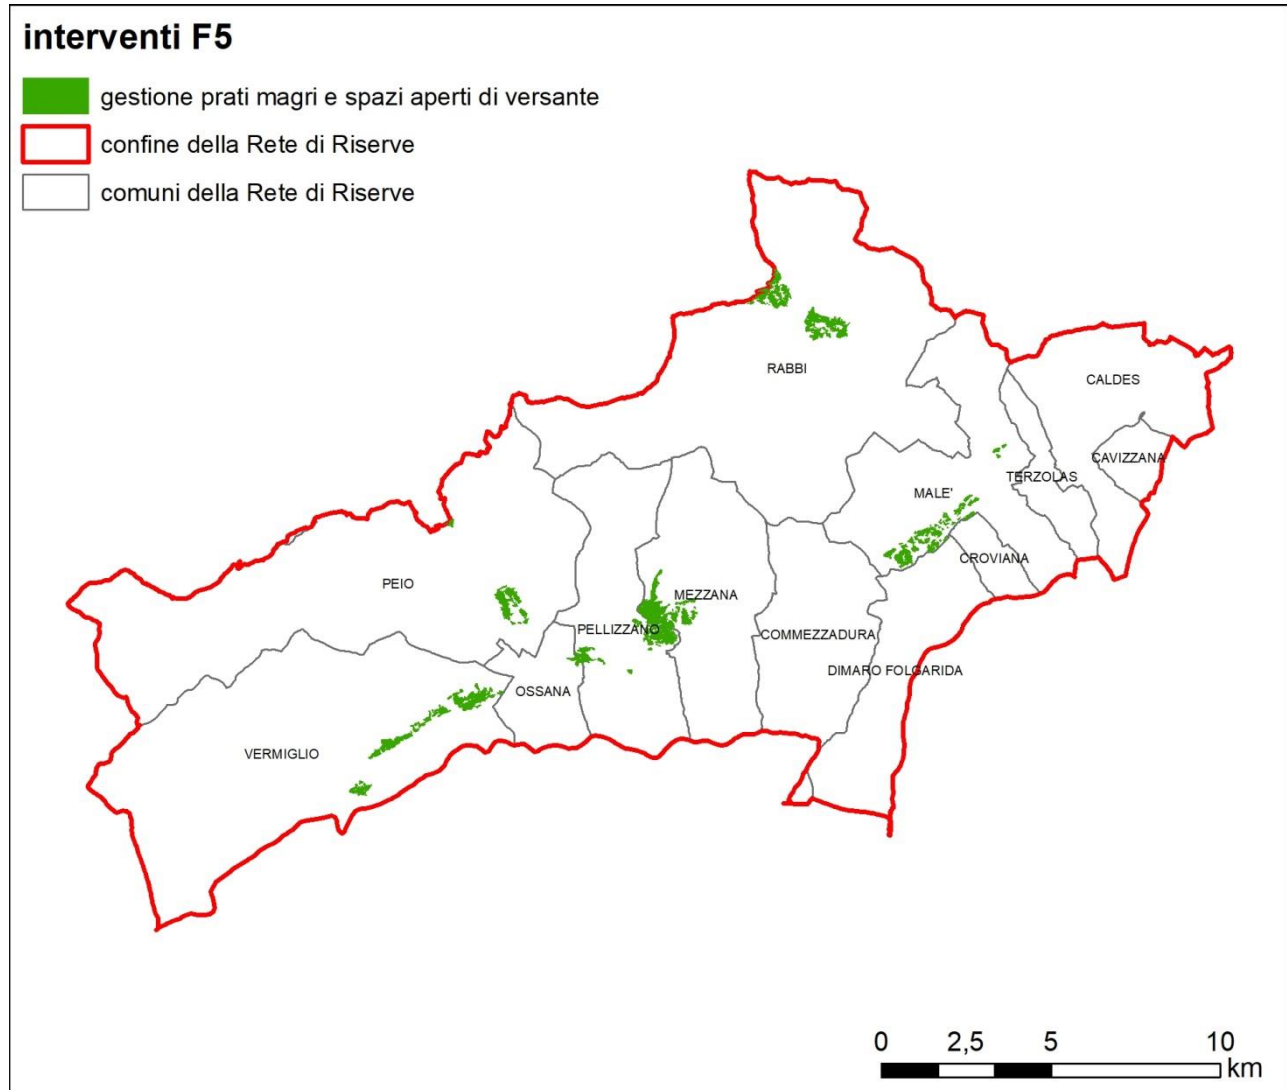 interventi F5
gestione prati magri e spazi aperti di versante
confine della Rete di Riserve
comuni della Rete di Riserve
RABBI
CALDES
CAVIZZANA
TERZOLAS
MALE'
CROVIANA
PEIO
MEZZANA
PELLIZZANO
COMMEZZADURA
DIMARO FOLGARIDA
OSSANA
VERMIGLIO
0 2,5 5 10
km